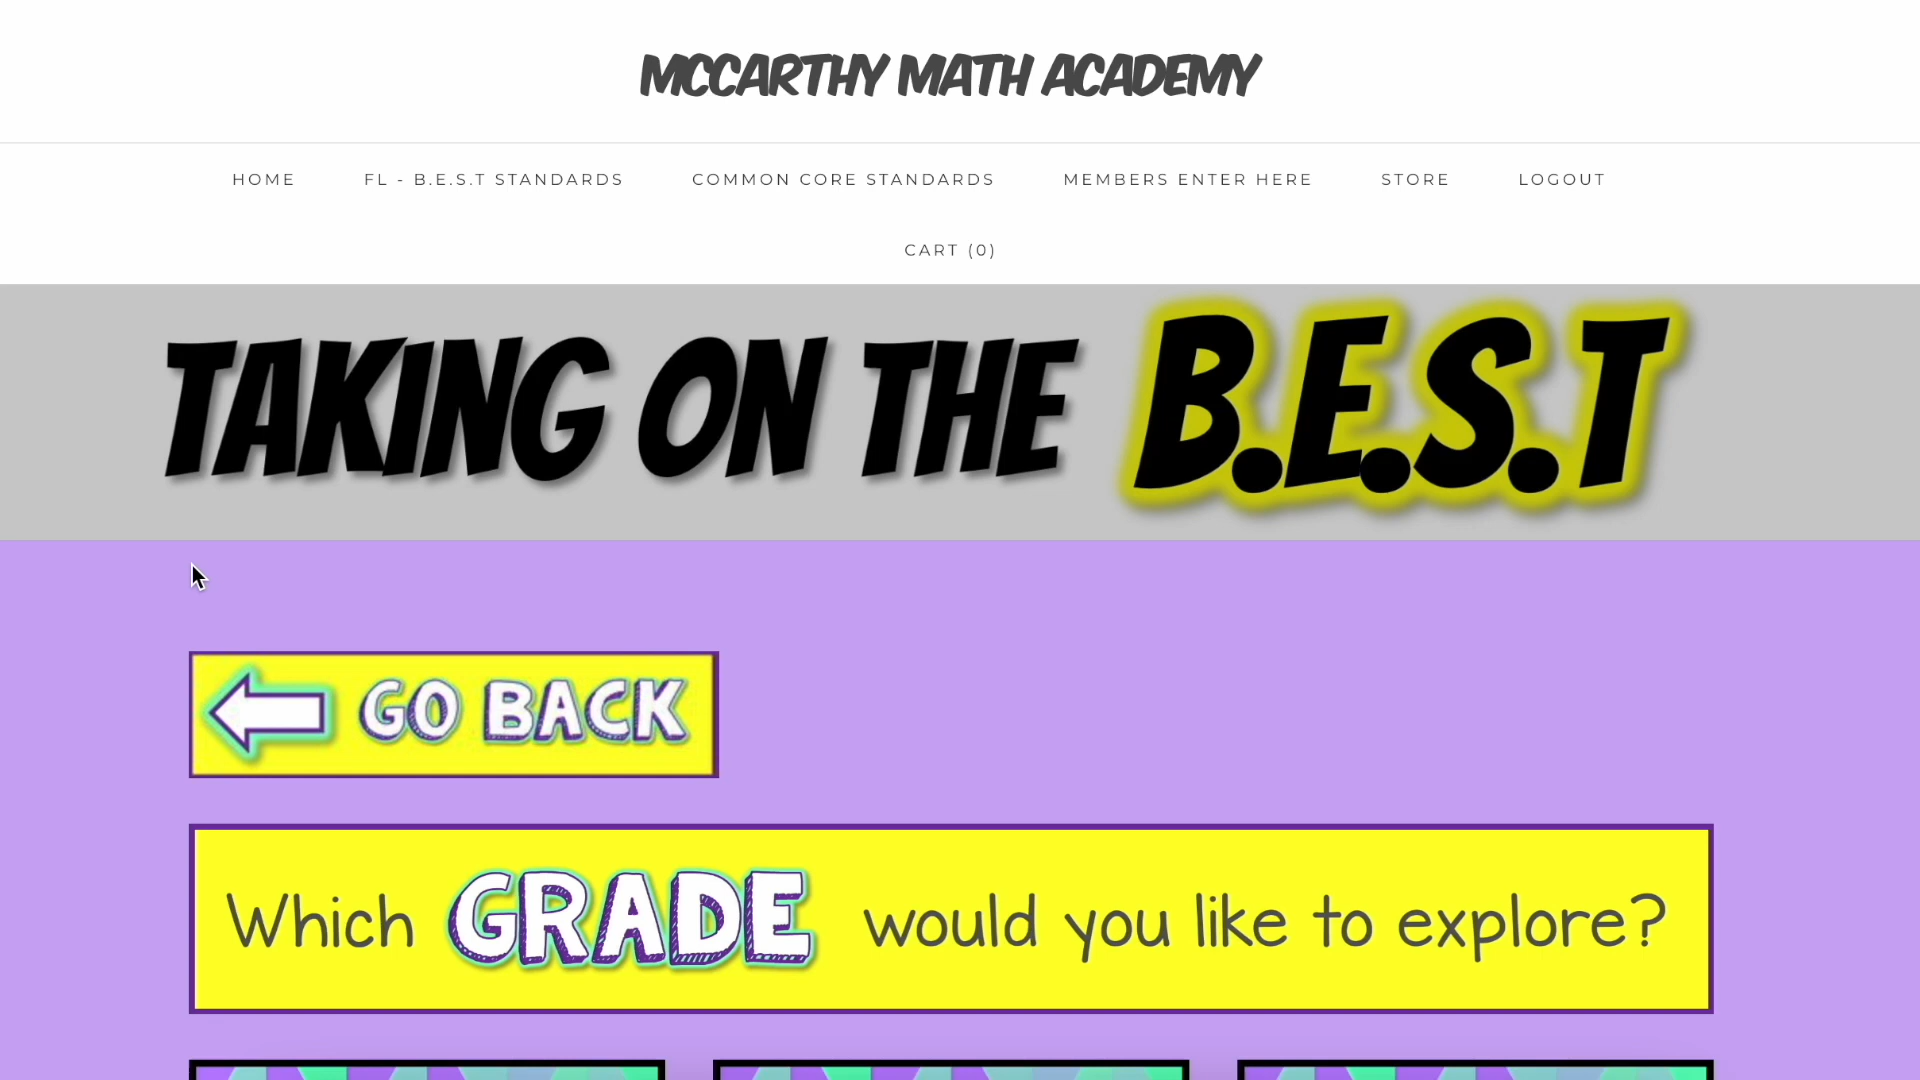 MCCARTHY MATH ACADEMY
HOME FL - B.E.S.T STANDARDS COMMON CORE STANDARDS MEMBERS ENTER HERE STORE LOGOUT
CART (0)
TAKING ON THE B.E.S.T
GO BACK
Which GRADE would you like to explore?